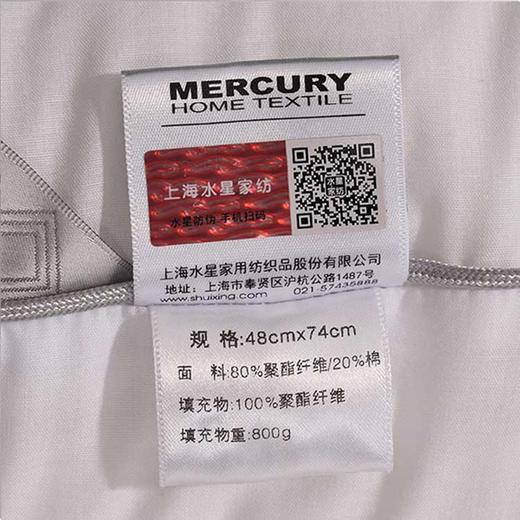 MERCURY
HOME TEXTILE
上海水星家纺
水星防伪 手机扫码
水星
家纺
上海水星家用纺织品股份有限公司
地址：上海市奉贤区沪杭公路1487号
www.shuixing.com 021-57435888
规 格:48cmx74cm
面 料:80%聚酯纤维/20%棉
填充物:100%聚酯纤维
填充物重:800g